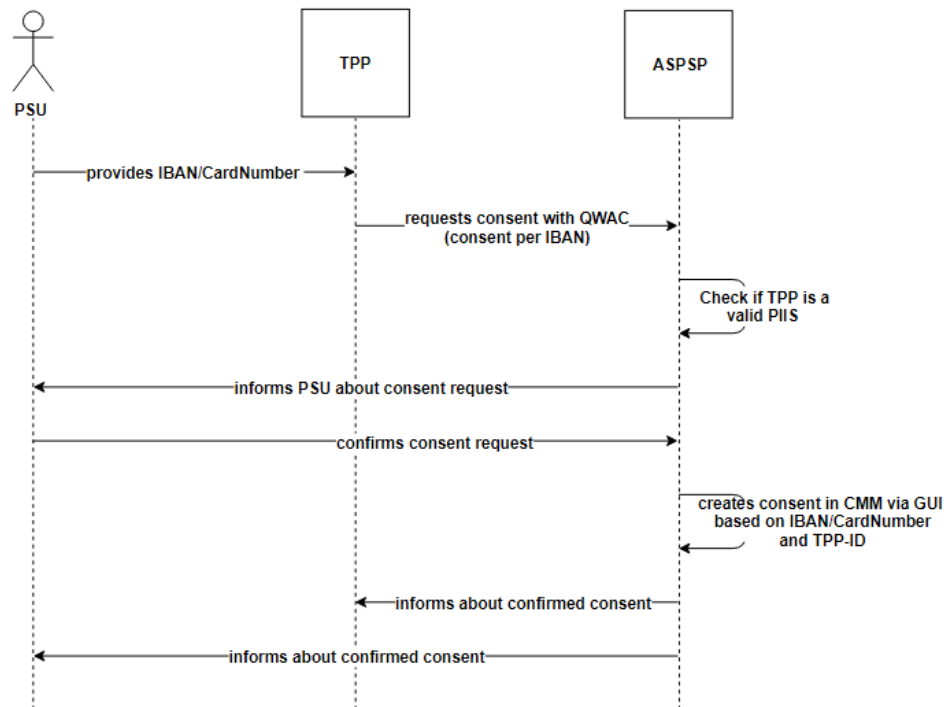 PSU
TPP
ASPSP
provides IBAN/CardNumber
requests consent with QWAC
(consent per IBAN)
Check if TPP is a
valid PIIS
informs PSU about consent request
confirms consent request
creates consent in CMM via GUI
based on IBAN/CardNumber
and TPP-ID
informs about confirmed consent
informs about confirmed consent